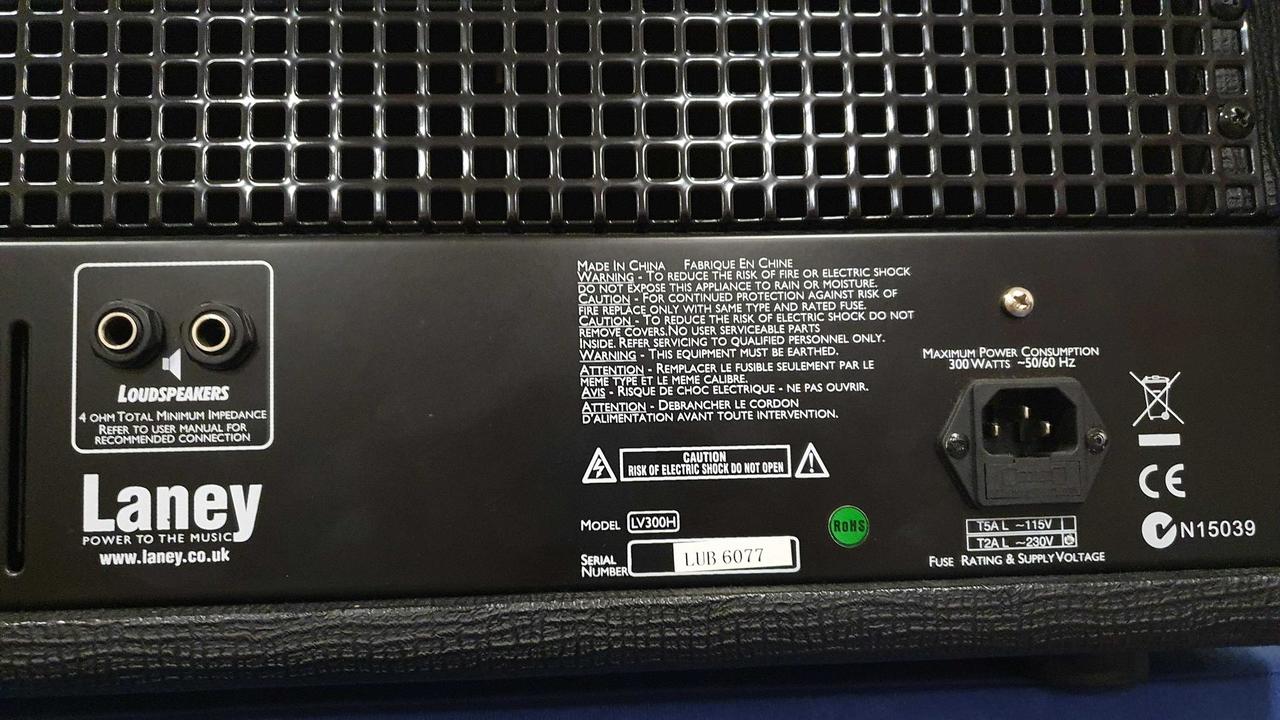 LOUDSPEAKERS
4 OHM TOTAL MINIMUM IMPEDANCE
REFER TO USER MANUAL FOR
RECOMMENDED CONNECTION
Laney
POWER TO THE MUSIC
www.laney.co.uk
MADE IN CHINA FABRIQUE EN CHINE
WARNING - TO REDUCE THE RISK OF FIRE OR ELECTRIC SHOCK
DO NOT EXPOSE THIS APPLIANCE TO RAIN OR MOISTURE.
CAUTION - FOR CONTINUED PROTECTION AGAINST RISK OF
FIRE REPLACE ONLY WITH SAME TYPE AND RATED FUSE.
CAUTION - TO REDUCE THE RISK OF ELECTRIC SHOCK DO NOT
REMOVE COVERS.NO USER SERVICEABLE PARTS
INSIDE. REFER SERVICING TO QUALIFIED PERSONNEL ONLY.
WARNING - THIS EQUIPMENT MUST BE EARTHED.
ATTENTION - REMPLACER LE FUSIBLE SEULEMENT PAR LE
MEME TYPE ET LE MEME CALIBRE.
AVIS - RISQUE DE CHOC ELECTRIQUE - NE PAS OUVRIR.
ATTENTION - DEBRANCHER LE CORDON
D'ALIMENTATION AVANT TOUTE INTERVENTION.
CAUTION
RISK OF ELECTRIC SHOCK DO NOT OPEN
MODEL LV300H
RoHS
SERIAL
NUMBER LUB 6077
MAXIMUM POWER CONSUMPTION
300 WATTS ~50/60 HZ
T5A L ~115V
T2A L ~230V
FUSE RATING & SUPPLY VOLTAGE
CE
N15039